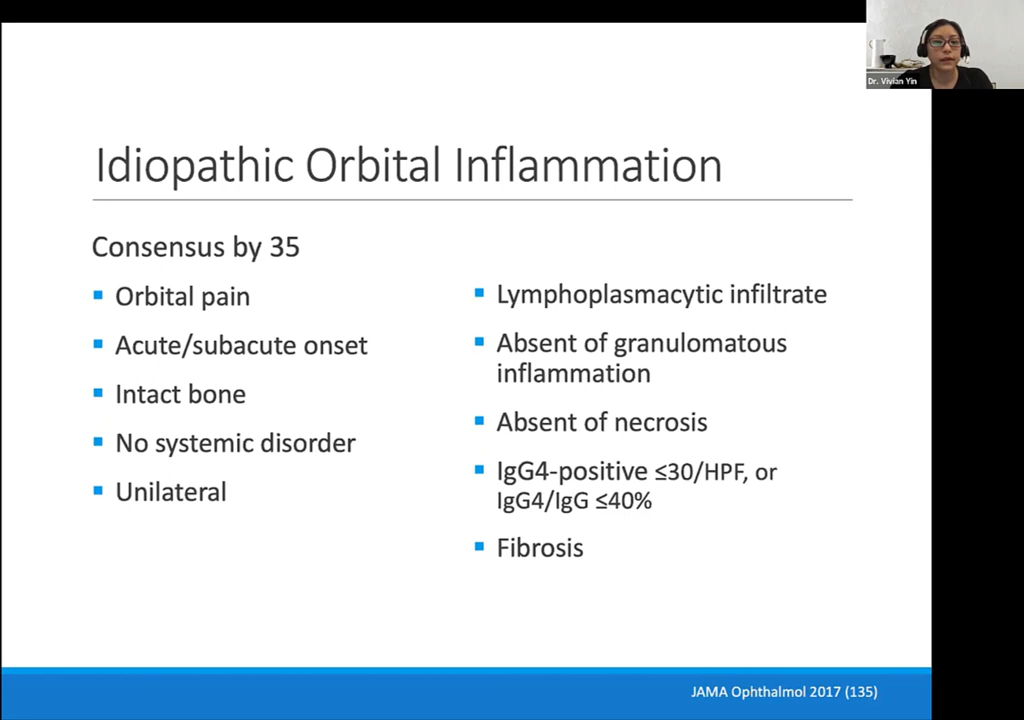 Dr. Vivian Yin
Idiopathic Orbital Inflammation
Consensus by 35
Orbital pain
Acute/subacute onset
Intact bone
No systemic disorder
Unilateral
Lymphoplasmacytic infiltrate
Absent of granulomatous
inflammation
Absent of necrosis
IgG4-positive ≤30/HPF, or
IgG4/IgG ≤40%
Fibrosis
JAMA Ophthalmol 2017 (135)